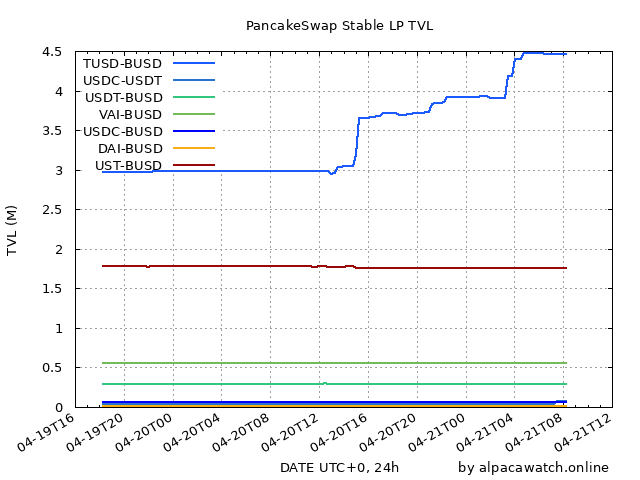 PancakeSwap Stable LP TVL
TVL (M)
4.5
4
3.5
3
2.5
2
1.5
1
0.5
0
TUSD-BUSD
USDC-USDT
USDT-BUSD
VAI-BUSD
USDC-BUSD
DAI-BUSD
UST-BUSD
04-19T16
04-19T20
04-20T00
04-20T04
04-20T08
04-20T12
04-20T16
04-20T20
04-21T00
04-21T04
04-21T08
04-21T12
DATE UTC+0, 24h
by alpacawatch.online